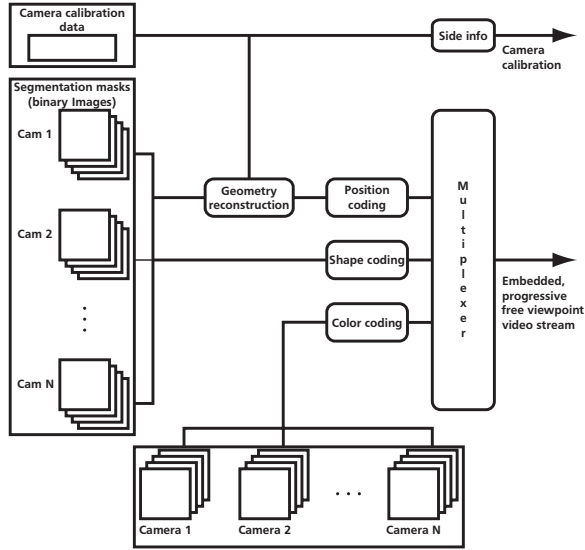 Camera calibration
data
Side info
Camera
calibration
Segmentation masks
(binary Images)
Cam 1
Cam 2
. . .
Cam N
Geometry
reconstruction
Position
coding
Shape coding
Color coding
Multiplexer
Embedded,
progressive
free viewpoint
video stream
Camera 1
Camera 2
. . .
Camera N